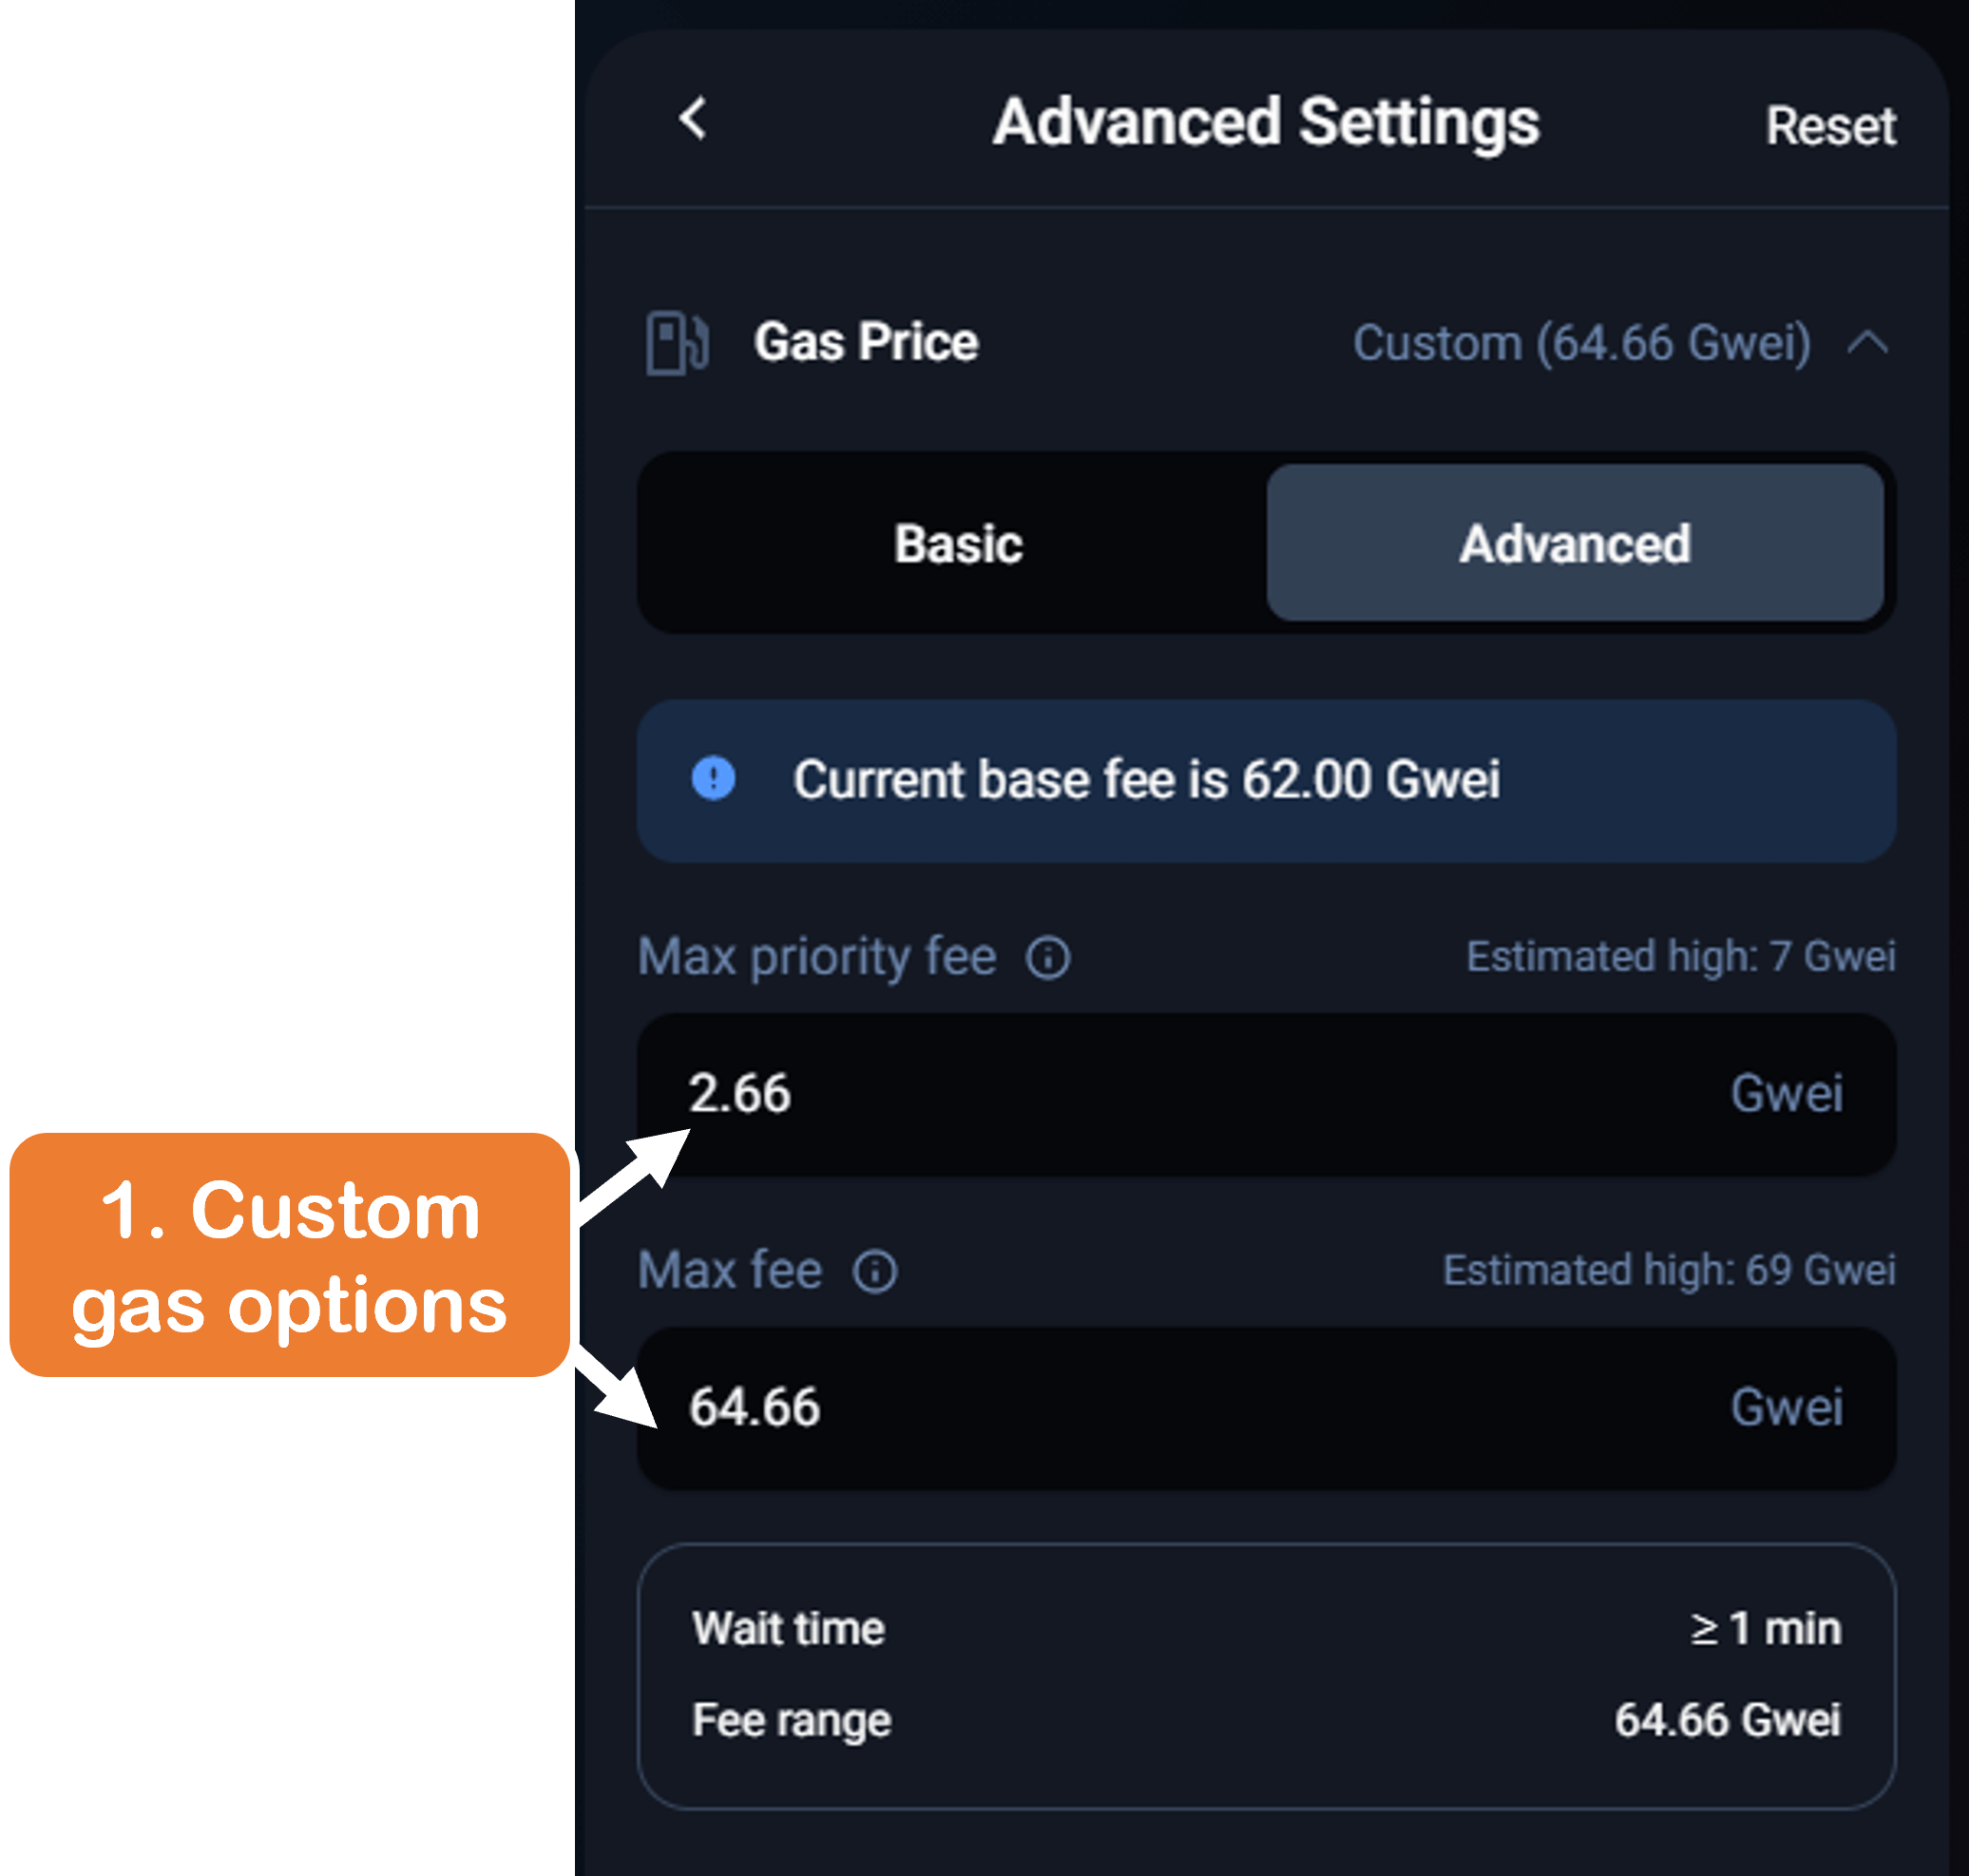 Advanced Settings
Reset
Gas Price
Custom (64.66 Gwei)
Basic
Advanced
Current base fee is 62.00 Gwei
Max priority fee
Estimated high: 7 Gwei
2.66
Gwei
1. Custom
gas options
Max fee
Estimated high: 69 Gwei
64.66
Gwei
Wait time
≥ 1 min
Fee range
64.66 Gwei